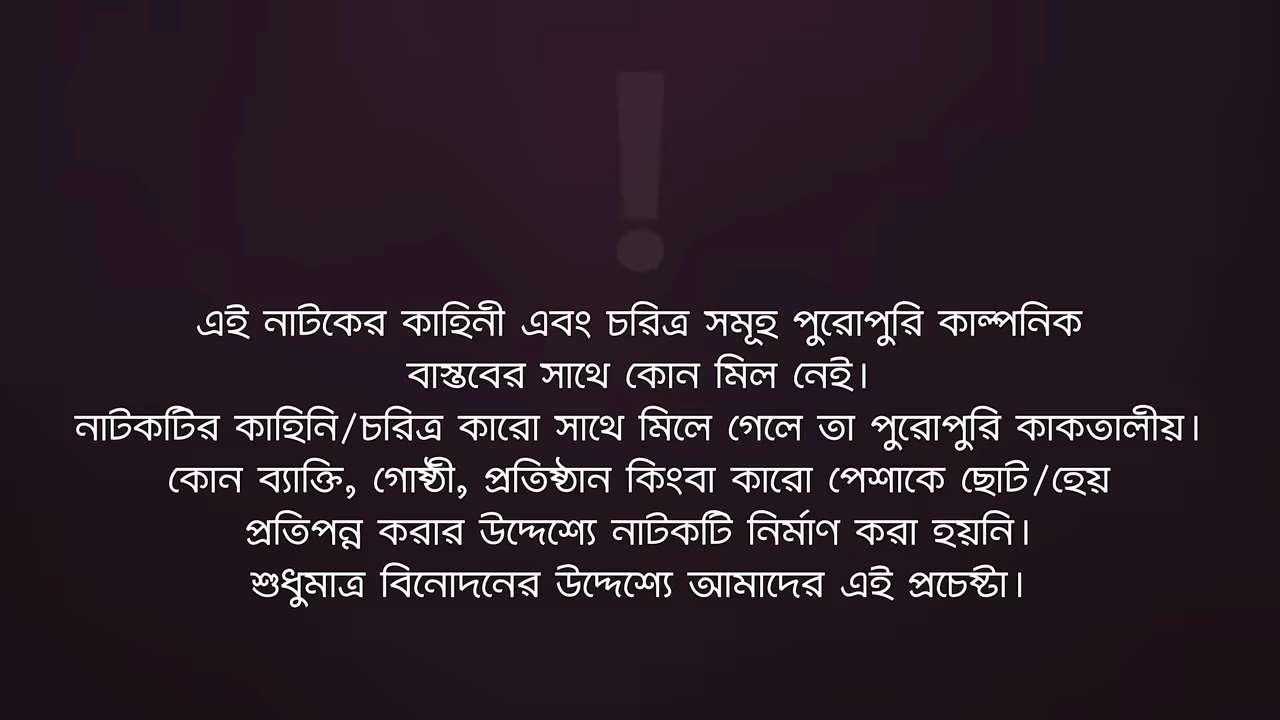 এই নাটকের কাহিনী এবং চরিত্র সমূহ পুরোপুরি কাল্পনিক
বাস্তবের সাথে কোন মিল নেই।
নাটকটির কাহিনি/চরিত্র কারো সাথে মিলে গেলে তা পুরোপুরি কাকতালীয়।
কোন ব্যাক্তি, গোষ্ঠী, প্রতিষ্ঠান কিংবা কারো পেশাকে ছোট/হেয়
প্রতিপন্ন করার উদ্দেশ্যে নাটকটি নির্মাণ করা হয়নি।
শুধুমাত্র বিনোদনের উদ্দেশ্যে আমাদের এই প্রচেষ্টা।